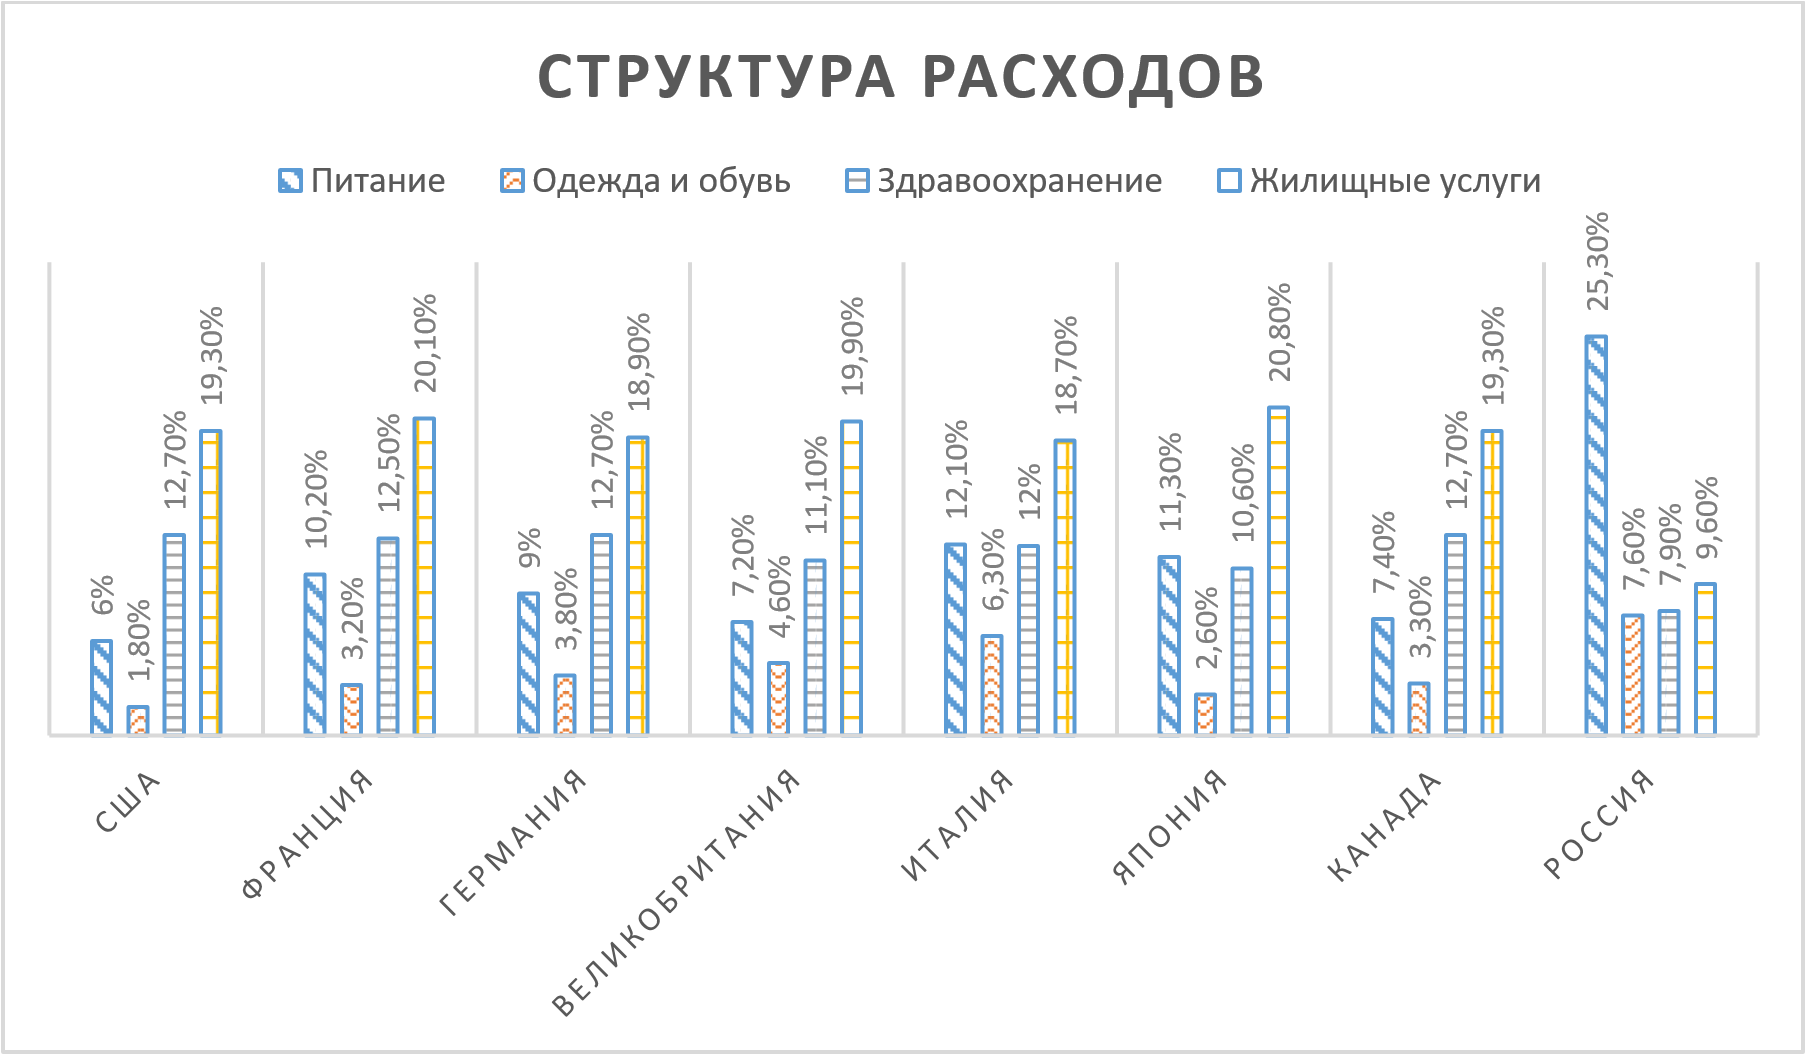 СТРУКТУРА РАСХОДОВ
Питание
Одежда и обувь
Здравоохранение
Жилищные услуги
6%
1,80%
12,70%
19,30%
10,20%
3,20%
12,50%
20,10%
9%
3,80%
12,70%
18,90%
7,20%
4,60%
11,10%
19,90%
12,10%
6,30%
12%
18,70%
11,30%
2,60%
10,60%
20,80%
7,40%
3,30%
12,70%
19,30%
25,30%
7,60%
7,90%
9,60%
США
ФРАНЦИЯ
ГЕРМАНИЯ
ВЕЛИКОБРИТАНИЯ
ИТАЛИЯ
ЯПОНИЯ
КАНАДА
РОССИЯ